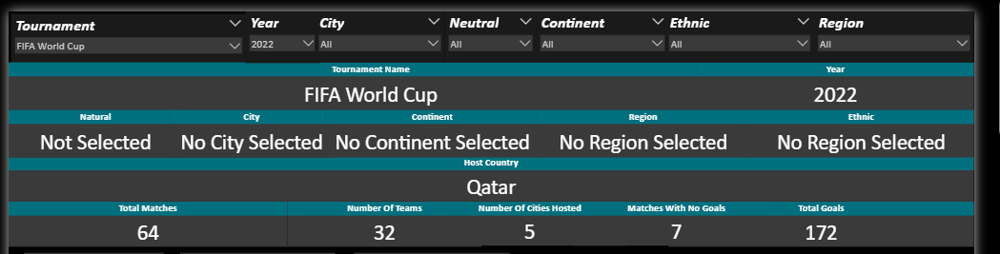 Tournament Year City Neutral Continent Ethnic Region
FIFA World Cup 2022 All All All All All
Tournament Name Year
FIFA World Cup 2022
Natural City Continent Region Ethnic
Not Selected No City Selected No Continent Selected No Region Selected No Region Selected
Host Country
Qatar
Total Matches Number Of Teams Number Of Cities Hosted Matches With No Goals Total Goals
64 32 5 7 172